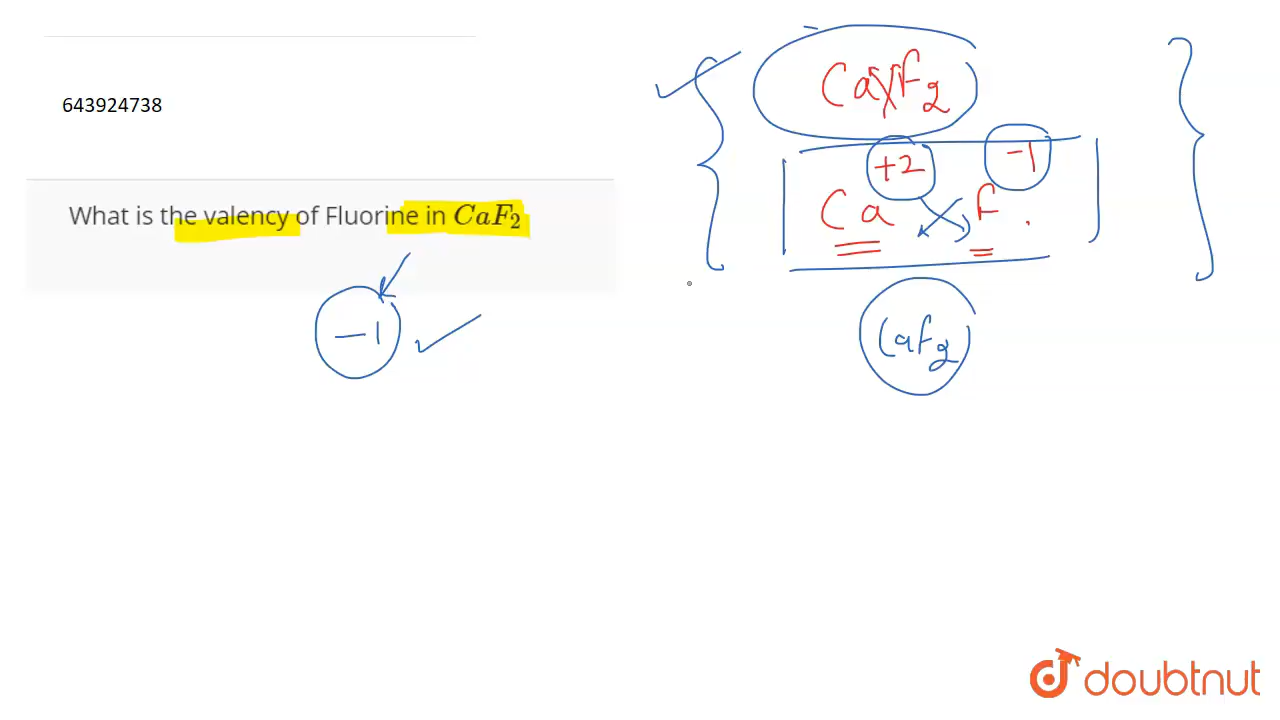 643924738
What is the valency of Fluorine in CaF₂
-1
CaF₂
+2 -1
Ca F
CaF₂
doubtnut